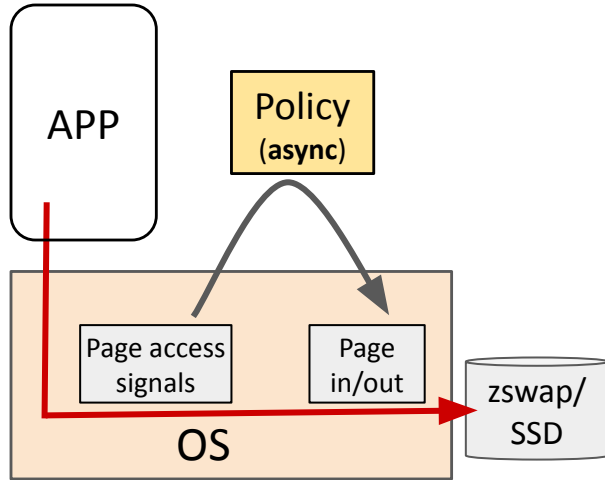 APP
Policy
(async)
Page access
signals
Page
in/out
zswap/
SSD
OS